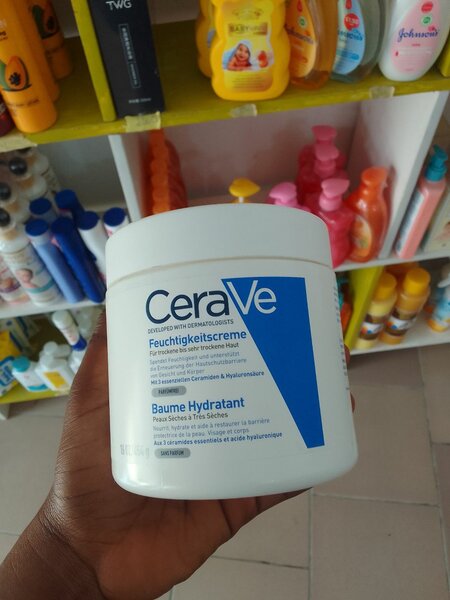 TWG
BABY
Johnson's
CeraVe
DEVELOPED WITH DERMATOLOGISTS
Feuchtigkeitscreme
Für trockene bis sehr trockene Haut
Spendet Feuchtigkeit und unterstützt
die Erneuerung der Hautschutzbarriere
von Gesicht und Körper
Mit 3 essenziellen Ceramiden & Hyaluronsäure
PARFUMFREI
Baume Hydratant
Peaux Sèches à Très Sèches
Nourrit, hydrate et aide à restaurer la barrière
protectrice de la peau. Visage et corps
Aux 3 céramides essentiels et acide hyaluronique
SANS PARFUM